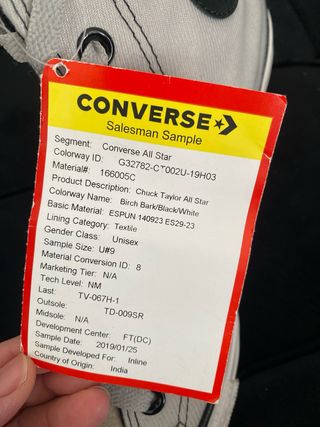 CONVERSE
Salesman Sample
Segment: Converse All Star
Colorway ID: G32782-CT002U-19H03
Material#: 166005C
Product Description: Chuck Taylor All Star
Colorway Name: Birch Bark/Black/White
Basic Material: ESPUN 140923 ES29-23
Lining Category: Textile
Gender Class: Unisex
Sample Size: U#9
Material Conversion ID: 8
Marketing Tier: N/A
Tech Level: NM
Last: TV-067H-1
Outsole: TD-009SR
Midsole: N/A
Development Center: FT(DC)
Sample Date: 2019/01/25
Sample Developed For: Inline
Country of Origin: India